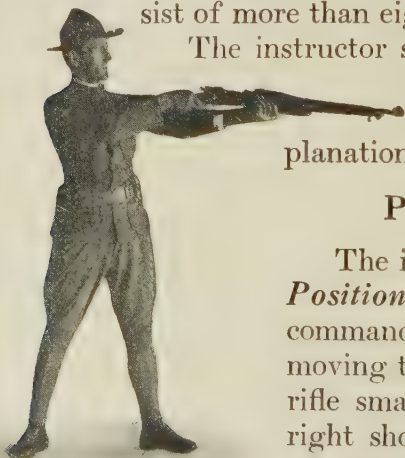 sist of more than eig
The instructor s
planation
P
The i
Position
command
moving t
rifle sma
right sho